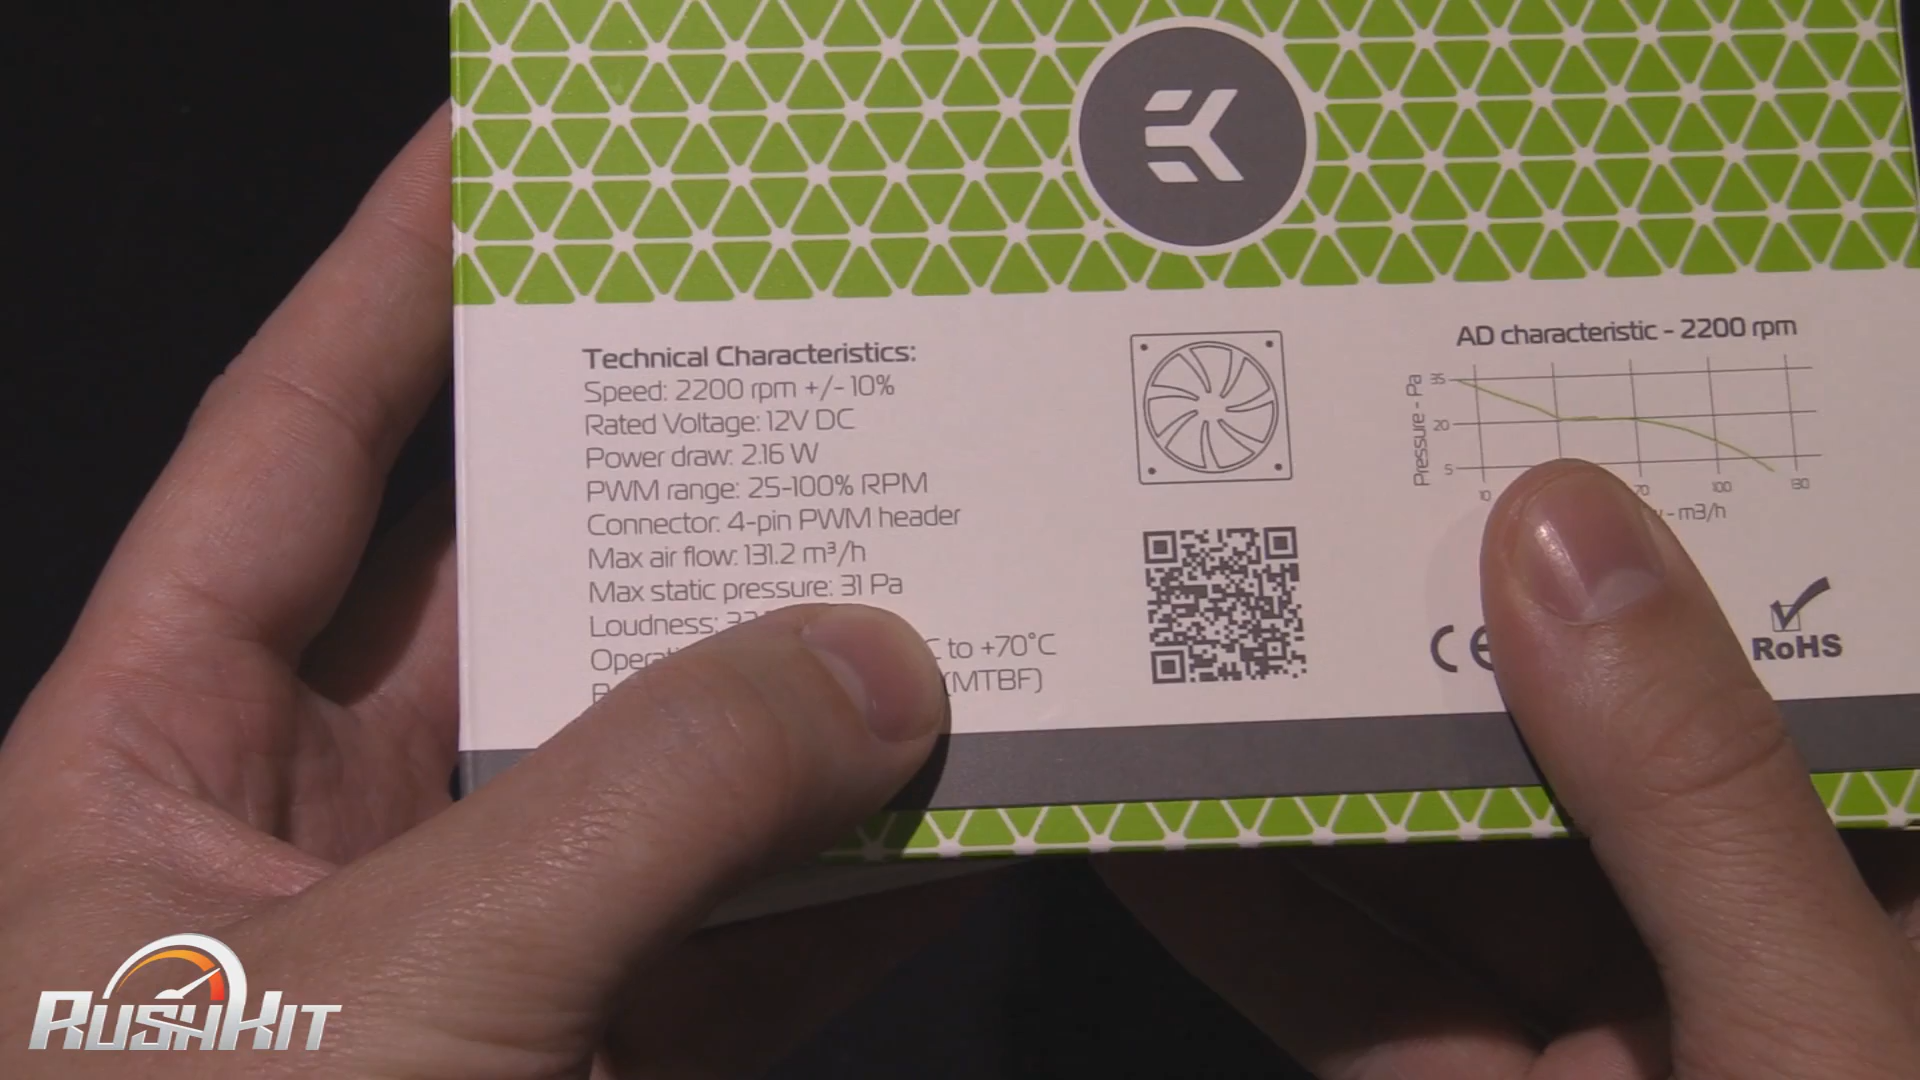 EK
Technical Characteristics:
Speed: 2200 rpm +/- 10%
Rated Voltage: 12V DC
Power draw: 2.16 W
PWM range: 25-100% RPM
Connector: 4-pin PWM header
Max air flow: 131.2 m³/h
Max static pressure: 31 Pa
Loudness:
to +70°C
(MTBF)
AD characteristic - 2200 rpm
Pressure - Pa
35
20
5
10
70
100
130
- m3/h
CE
RoHS
RUSHKIT